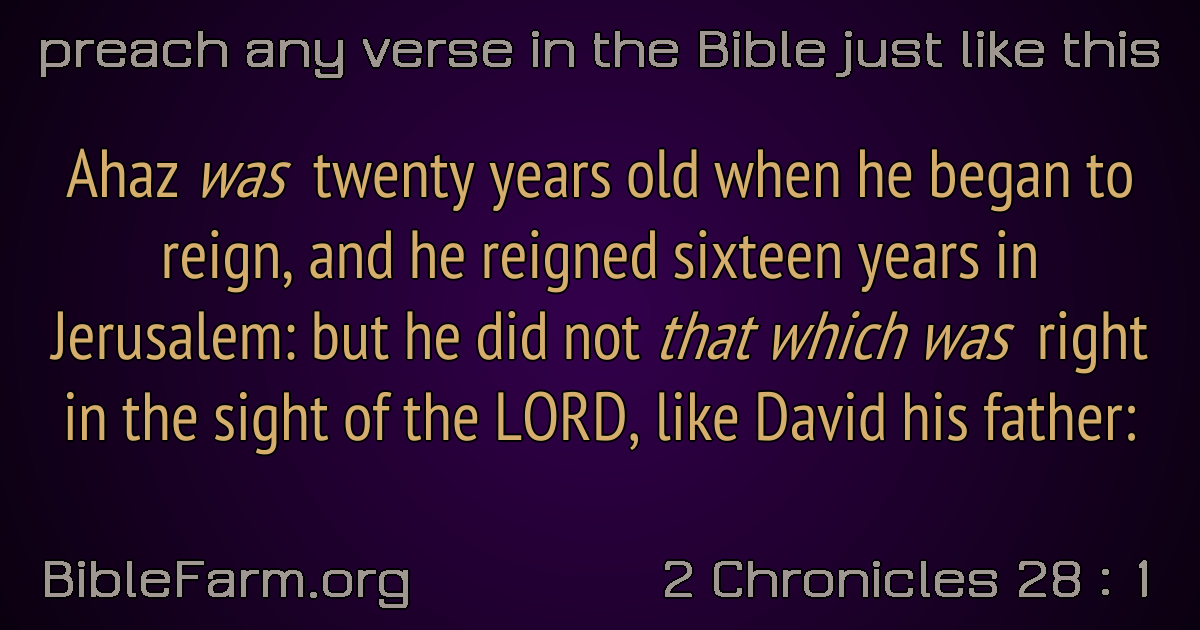 preach any verse in the Bible just like this
Ahaz was twenty years old when he began to
reign, and he reigned sixteen years in
Jerusalem: but he did not that which was right
in the sight of the LORD, like David his father:
BibleFarm.org
2 Chronicles 28 : 1